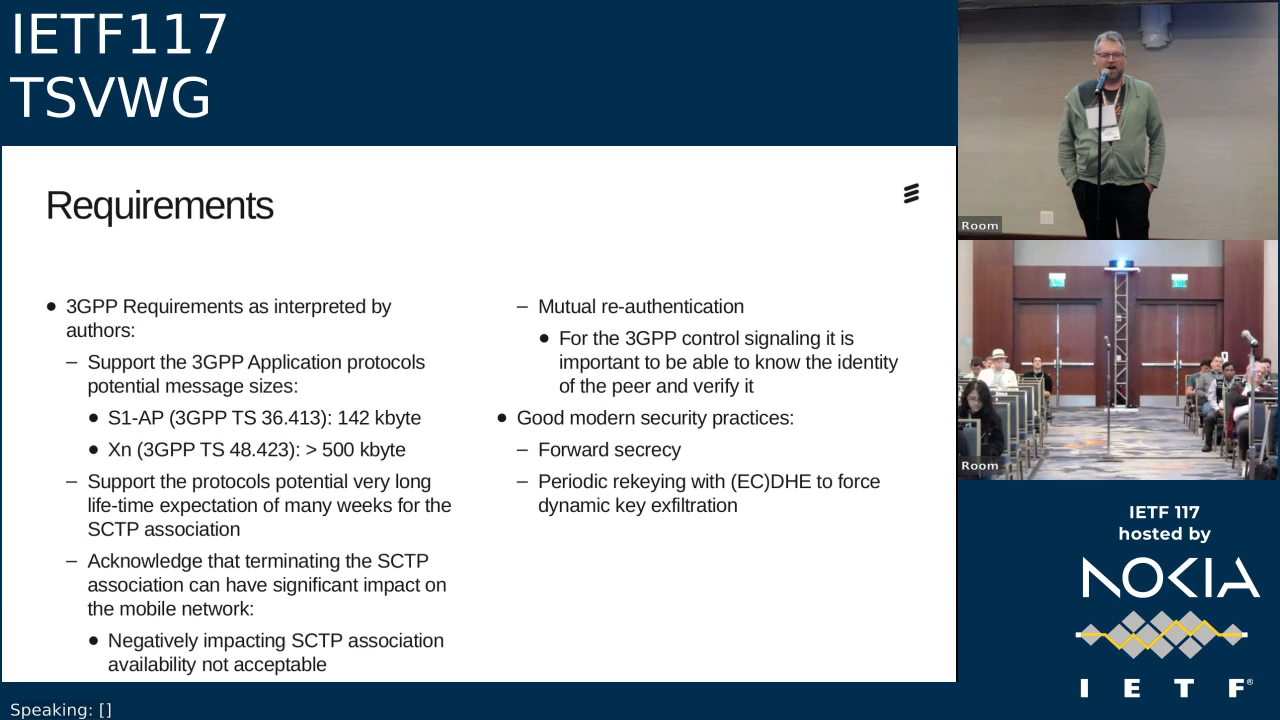 IETF117
TSVWG
Requirements
● 3GPP Requirements as interpreted by
authors:
– Support the 3GPP Application protocols
potential message sizes:
● S1-AP (3GPP TS 36.413): 142 kbyte
● Xn (3GPP TS 48.423): > 500 kbyte
– Support the protocols potential very long
life-time expectation of many weeks for the
SCTP association
– Acknowledge that terminating the SCTP
association can have significant impact on
the mobile network:
● Negatively impacting SCTP association
availability not acceptable
– Mutual re-authentication
● For the 3GPP control signaling it is
important to be able to know the identity
of the peer and verify it
● Good modern security practices:
– Forward secrecy
– Periodic rekeying with (EC)DHE to force
dynamic key exfiltration
Room
Room
IETF 117
hosted by
NOKIA
I E T F®
Speaking: []